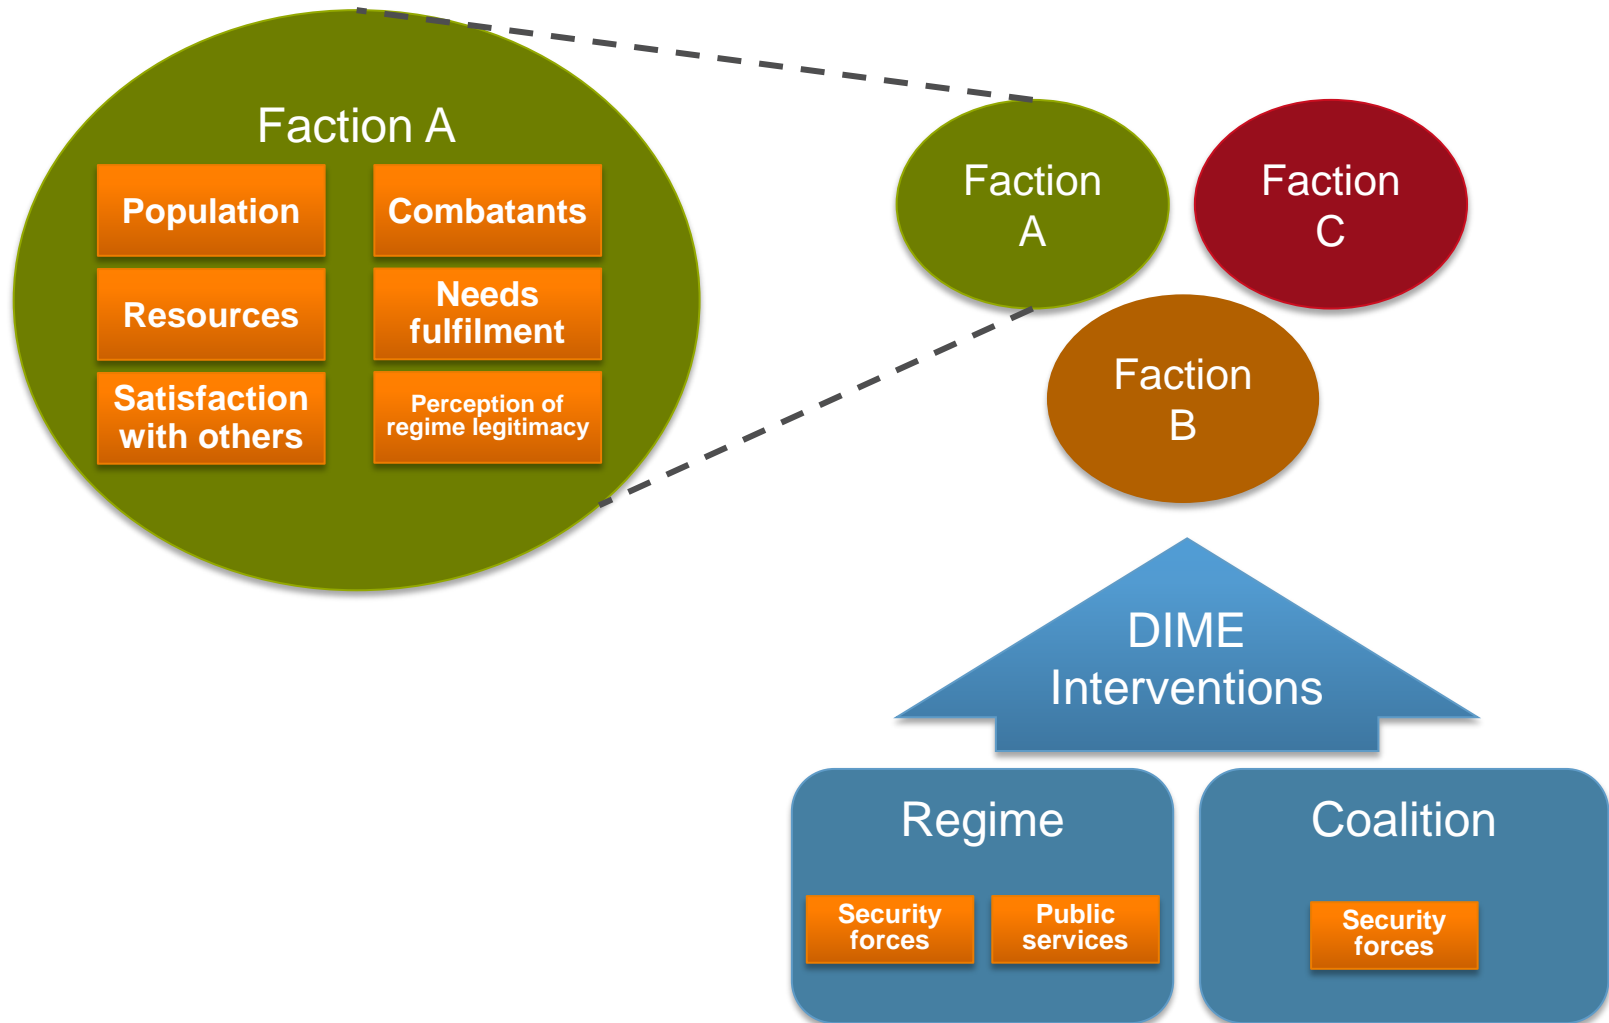 Faction A
Population
Combatants
Resources
Needs
fulfilment
Satisfaction
with others
Perception of
regime legitimacy
Faction
A
Faction
C
Faction
B
DIME
Interventions
Regime
Security
forces
Public
services
Coalition
Security
forces